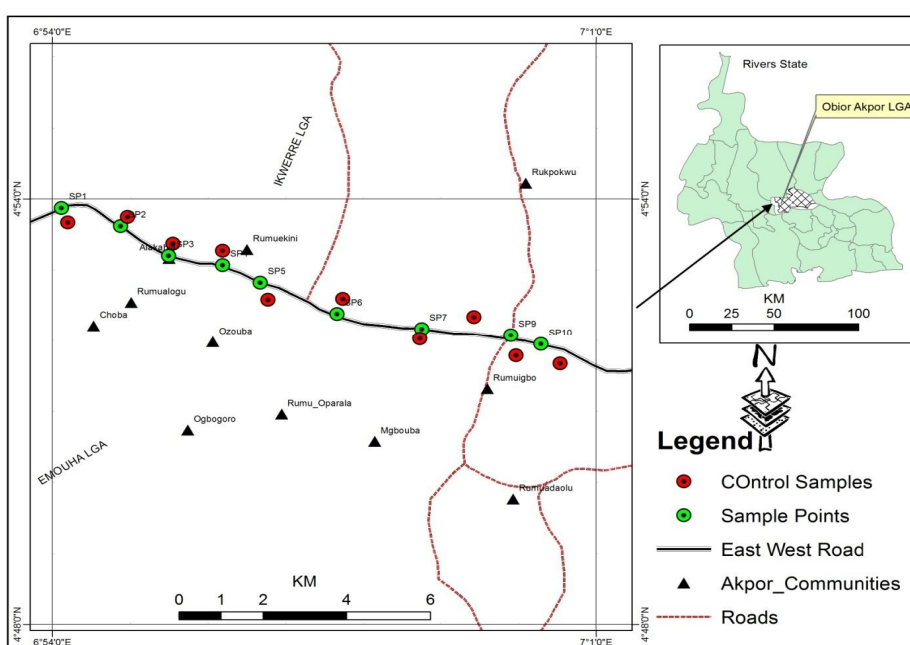 6°54'0"E
7°1'0"E
Rivers State
Obior Akpor LGA
IKWERRE LGA
Rukpokwu
4°54'0"N
4°54'0"N
SP1
SP2
SP3
Rumuekini
SP5
Rumualogu
Choba
SP6
Ozouba
SP7
SP9
SP10
KM
0 25 50 100
N
Rumuigbo
Rumu_Oparala
Ogbogoro
Mgbouba
EMOUHA LGA
Legend
COntrol Samples
Sample Points
East West Road
Akpor_Communities
Roads
KM
0 1 2 4 6
4°48'0"N
4°48'0"N
6°54'0"E
7°1'0"E